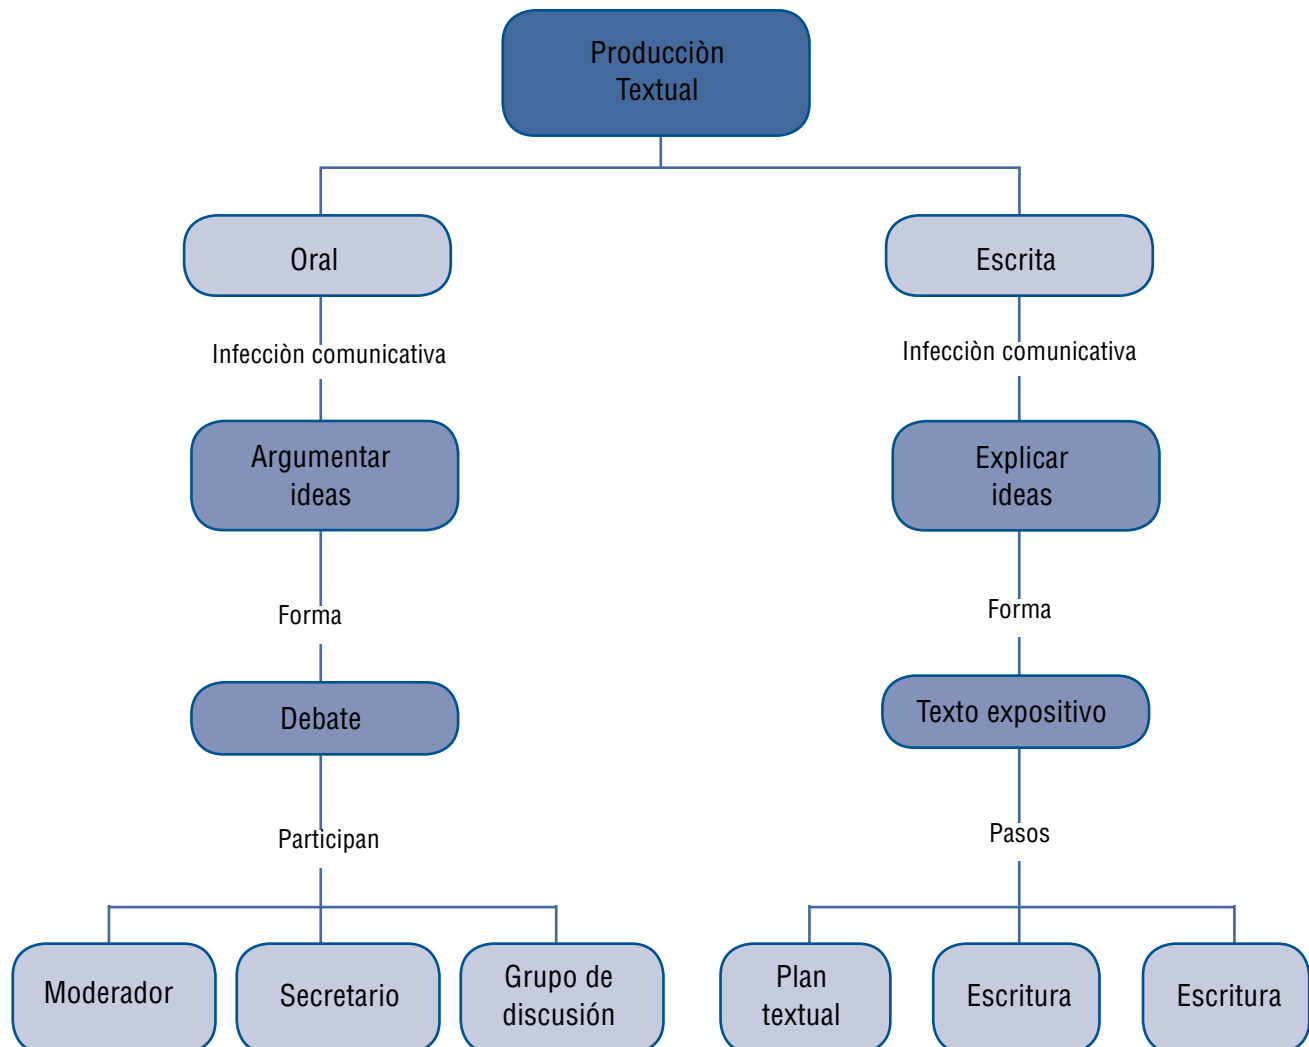 Producciòn
Textual
Oral
Escrita
Infecciòn comunicativa
Infecciòn comunicativa
Argumentar
ideas
Explicar
ideas
Forma
Forma
Debate
Texto expositivo
Participan
Pasos
Moderador
Secretario
Grupo de
discusión
Plan
textual
Escritura
Escritura